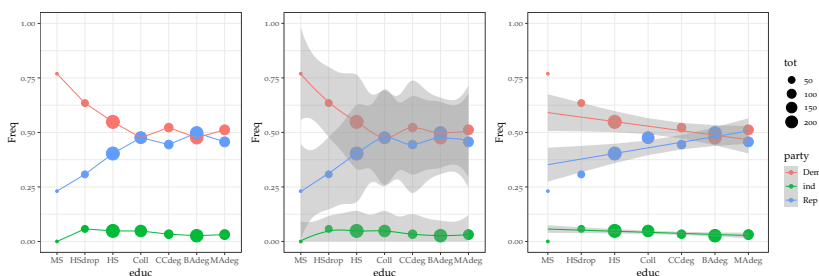 1.00
0.75
0.50
0.25
0.00
Freq
MS HSdrop HS Coll CCdeg BAdeg MAdeg
educ
1.00
0.75
0.50
0.25
0.00
Freq
MS HSdrop HS Coll CCdeg BAdeg MAdeg
educ
1.00
0.75
0.50
0.25
0.00
Freq
MS HSdrop HS Coll CCdeg BAdeg MAdeg
educ
tot
50
100
150
200
party
Dem
ind
Rep